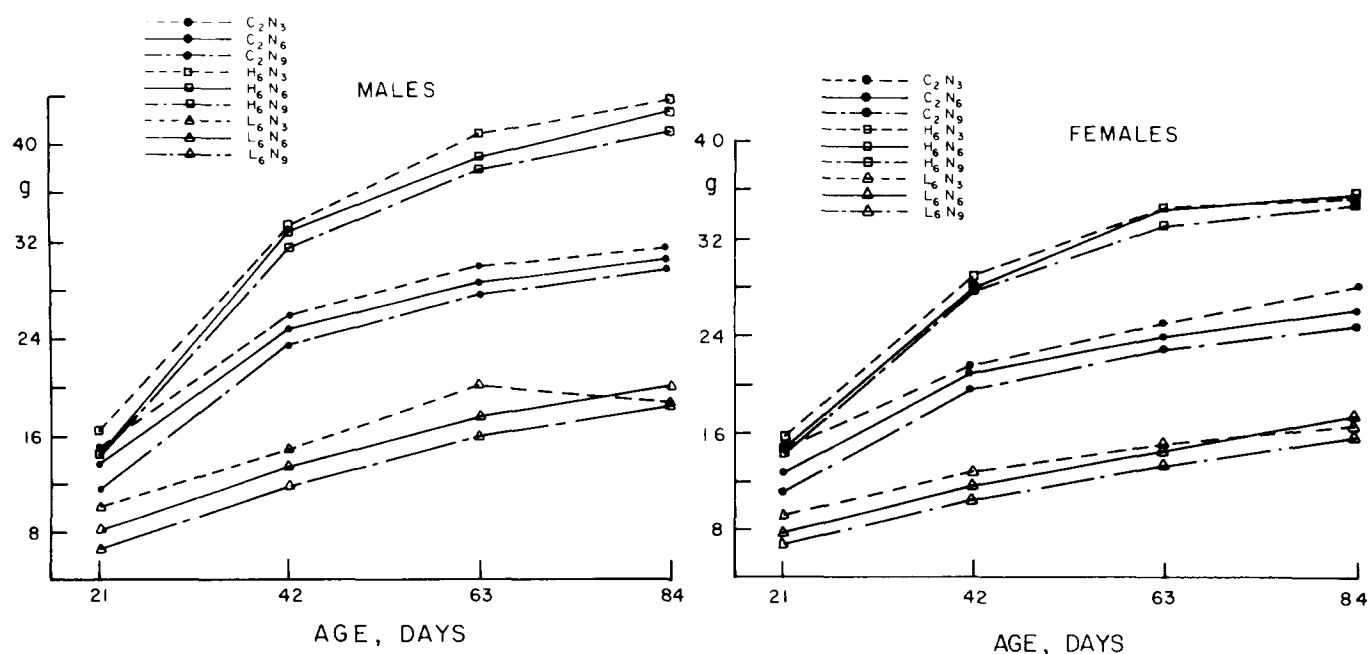 C2N3
C2N6
C2N9
H6N3
H6N6
H6N9
L6N3
L6N6
L6N9
MALES
40
g
32
24
16
8
21 42 63 84
AGE, DAYS
C2N3
C2N6
C2N9
H6N3
H6N6
H6N9
L6N3
L6N6
L6N9
FEMALES
40
g
32
24
16
8
21 42 63 84
AGE, DAYS